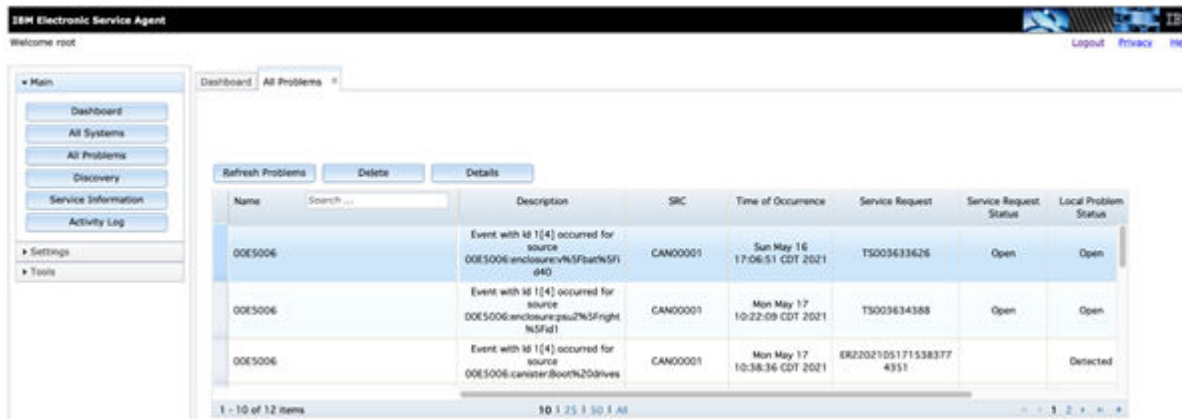 IBM Electronic Service Agent
Welcome root
Logout Privacy
Main
Dashboard
All Systems
All Problems
Discovery
Service Information
Activity Log
Settings
Tools
Dashboard All Problems
Refresh Problems Delete Details
Name Search ... Description SRC Time of Occurrence Service Request Service Request Status Local Problem Status
Event with Id 1[4] occurred for
source
00E5006 00E5006:enclosure:v%5Fbat%5Fi CAN00001 Sun May 16 17:06:51 CDT 2021 TS003633626 Open Open
d40
Event with Id 1[4] occurred for
source
00E5006 00E5006:enclosure:psu2%5Fright CAN00001 Mon May 17 10:22:09 CDT 2021 TS003634388 Open Open
%5Fid1
Event with Id 1[4] occurred for
source
00E5006 00E5006:canister:Boot%20drives CAN00001 Mon May 17 10:38:36 CDT 2021 Detected
1 - 10 of 12 items 10 | 25 | 50 | All 1 2